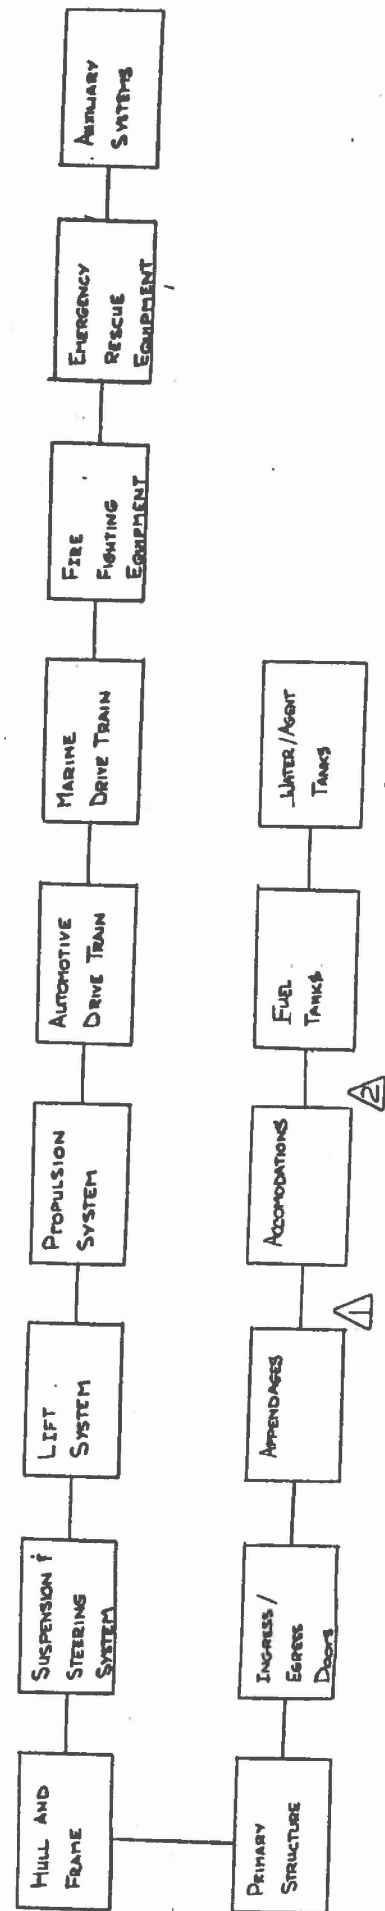 HULL AND
FRAME
SUSPENSION &
STEERING
SYSTEM
LIFT
SYSTEM
PROPULSION
SYSTEM
AUTOMOTIVE
DRIVE TRAIN
MARINE
DRIVE TRAIN
FIRE
FIGHTING
EQUIPMENT
EMERGENCY
RESCUE
EQUIPMENT
AUXILIARY
SYSTEMS
PRIMARY
STRUCTURE
INGRESS/
EGRESS
DOORS
APPENDAGES
1
ACCOMODATIONS
2
FUEL
TANKS
WATER/AGENT
TANKS